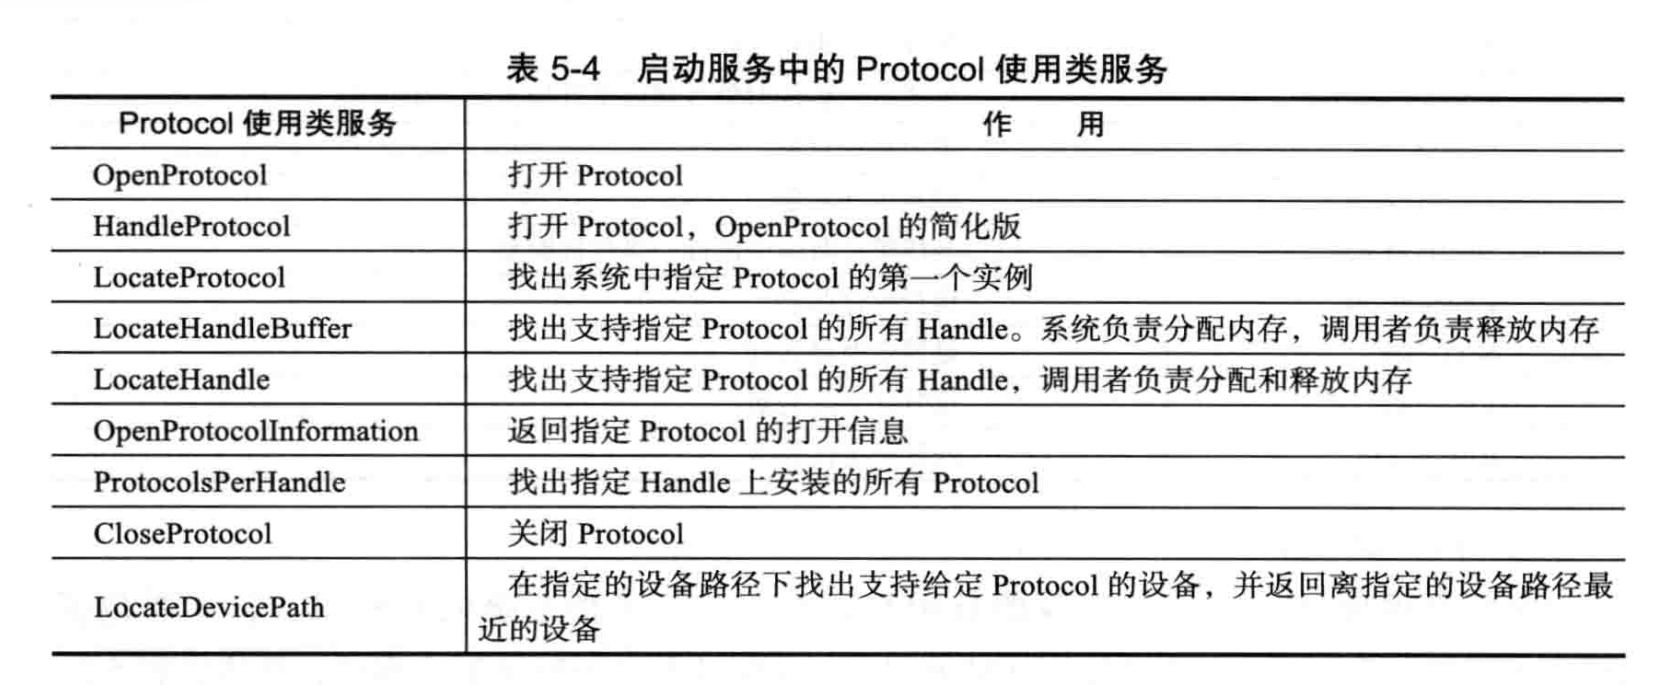 表 5-4 启动服务中的 Protocol 使用类服务
Protocol 使用类服务 作 用
OpenProtocol 打开 Protocol
HandleProtocol 打开 Protocol，OpenProtocol 的简化版
LocateProtocol 找出系统中指定 Protocol 的第一个实例
LocateHandleBuffer 找出支持指定 Protocol 的所有 Handle。系统负责分配内存，调用者负责释放内存
LocateHandle 找出支持指定 Protocol 的所有 Handle，调用者负责分配和释放内存
OpenProtocolInformation 返回指定 Protocol 的打开信息
ProtocolsPerHandle 找出指定 Handle 上安装的所有 Protocol
CloseProtocol 关闭 Protocol
LocateDevicePath 在指定的设备路径下找出支持给定 Protocol 的设备，并返回离指定的设备路径最
近的设备